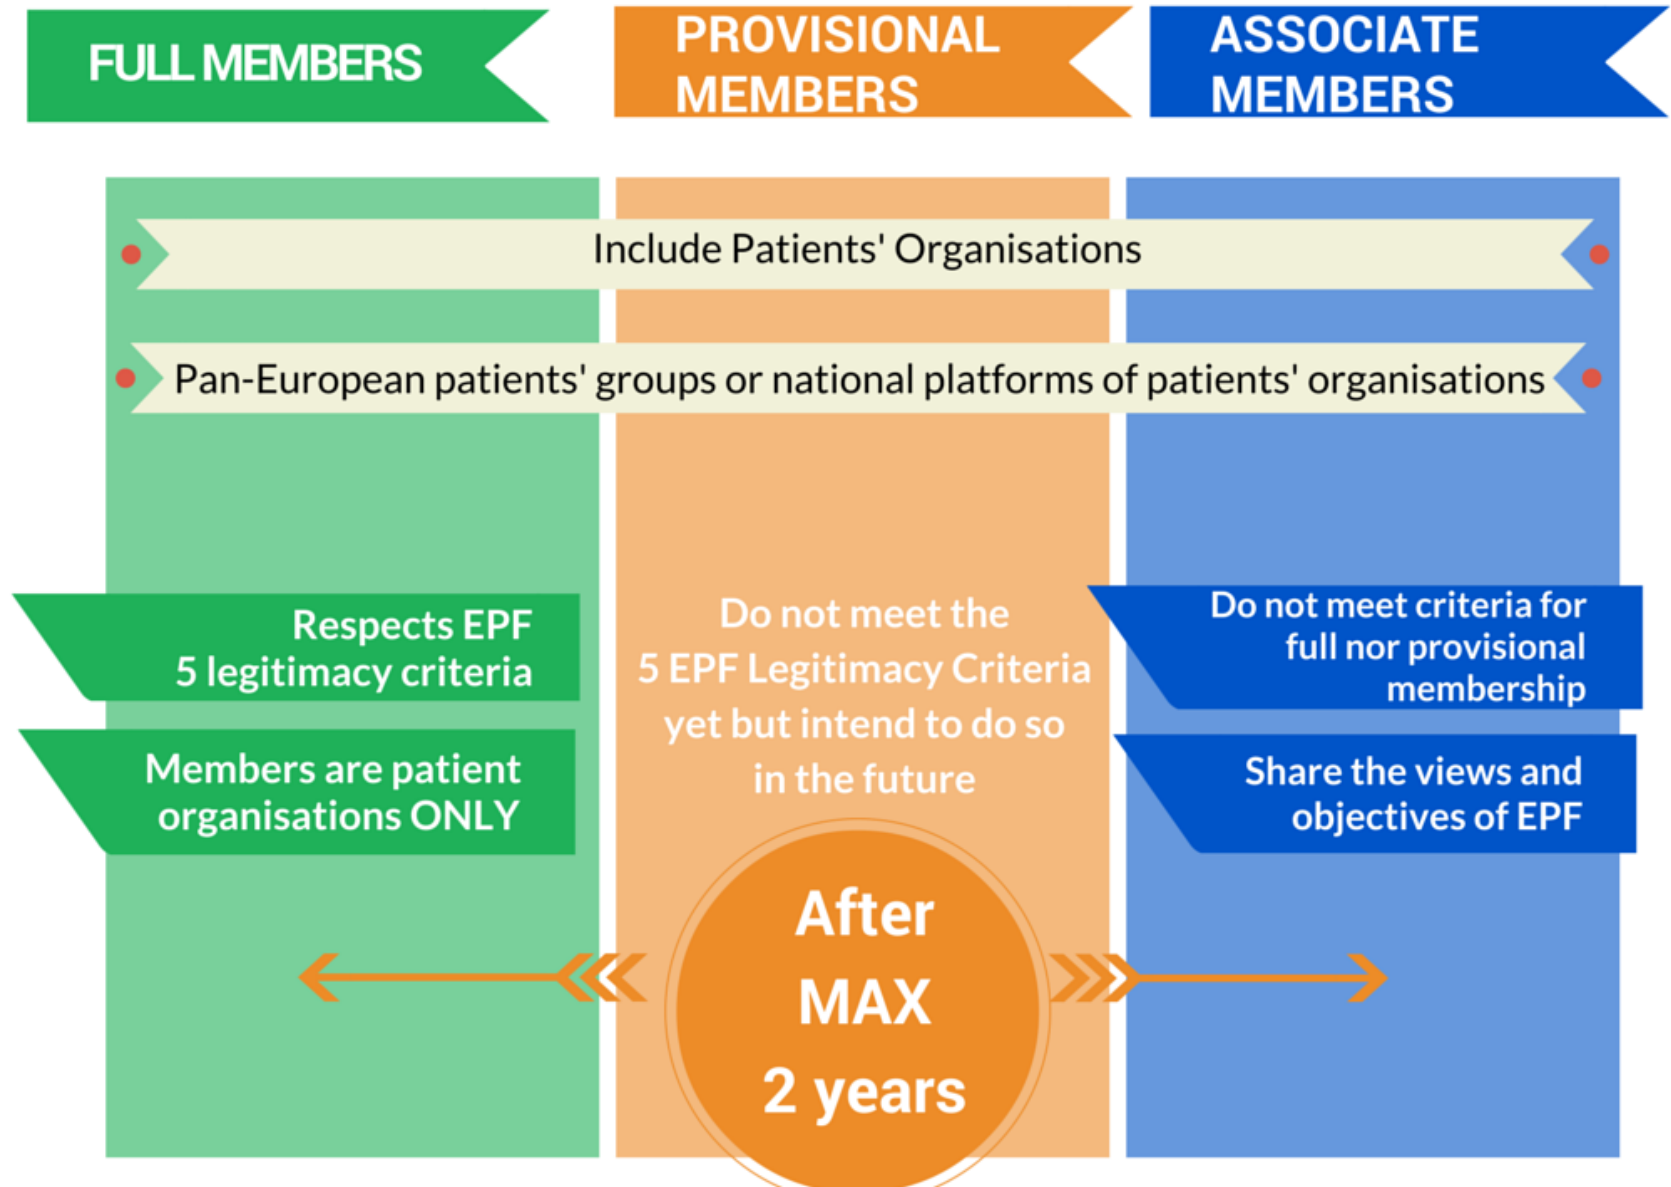 FULL MEMBERS
PROVISIONAL
MEMBERS
ASSOCIATE
MEMBERS
Include Patients' Organisations
Pan-European patients' groups or national platforms of patients' organisations
Respects EPF
5 legitimacy criteria
Members are patient
organisations ONLY
Do not meet the
5 EPF Legitimacy Criteria
yet but intend to do so
in the future
After
MAX
2 years
Do not meet criteria for
full nor provisional
membership
Share the views and
objectives of EPF